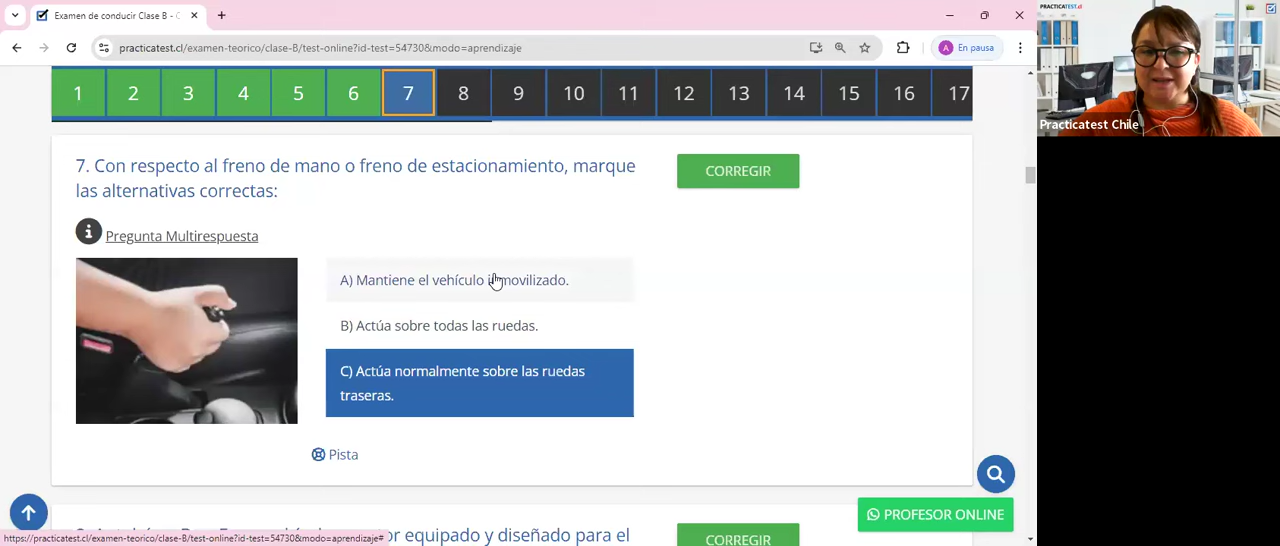 Examen de conducir Clase B - C
practicatest.cl/examen-teorico/clase-B/test-online?id-test=54730&modo=aprendizaje
A
En pausa
PRACTICATEST.cl
Practicatest Chile
1 2 3 4 5 6 7 8 9 10 11 12 13 14 15 16 17
7. Con respecto al freno de mano o freno de estacionamiento, marque
las alternativas correctas:
CORREGIR
Pregunta Multirespuesta
A) Mantiene el vehículo inmovilizado.
B) Actúa sobre todas las ruedas.
C) Actúa normalmente sobre las ruedas
traseras.
Pista
PROFESOR ONLINE
or equipado y diseñado para el
CORREGIR
https://practicatest.cl/examen-teorico/clase-B/test-online?id-test=54730&modo=aprendizaje#